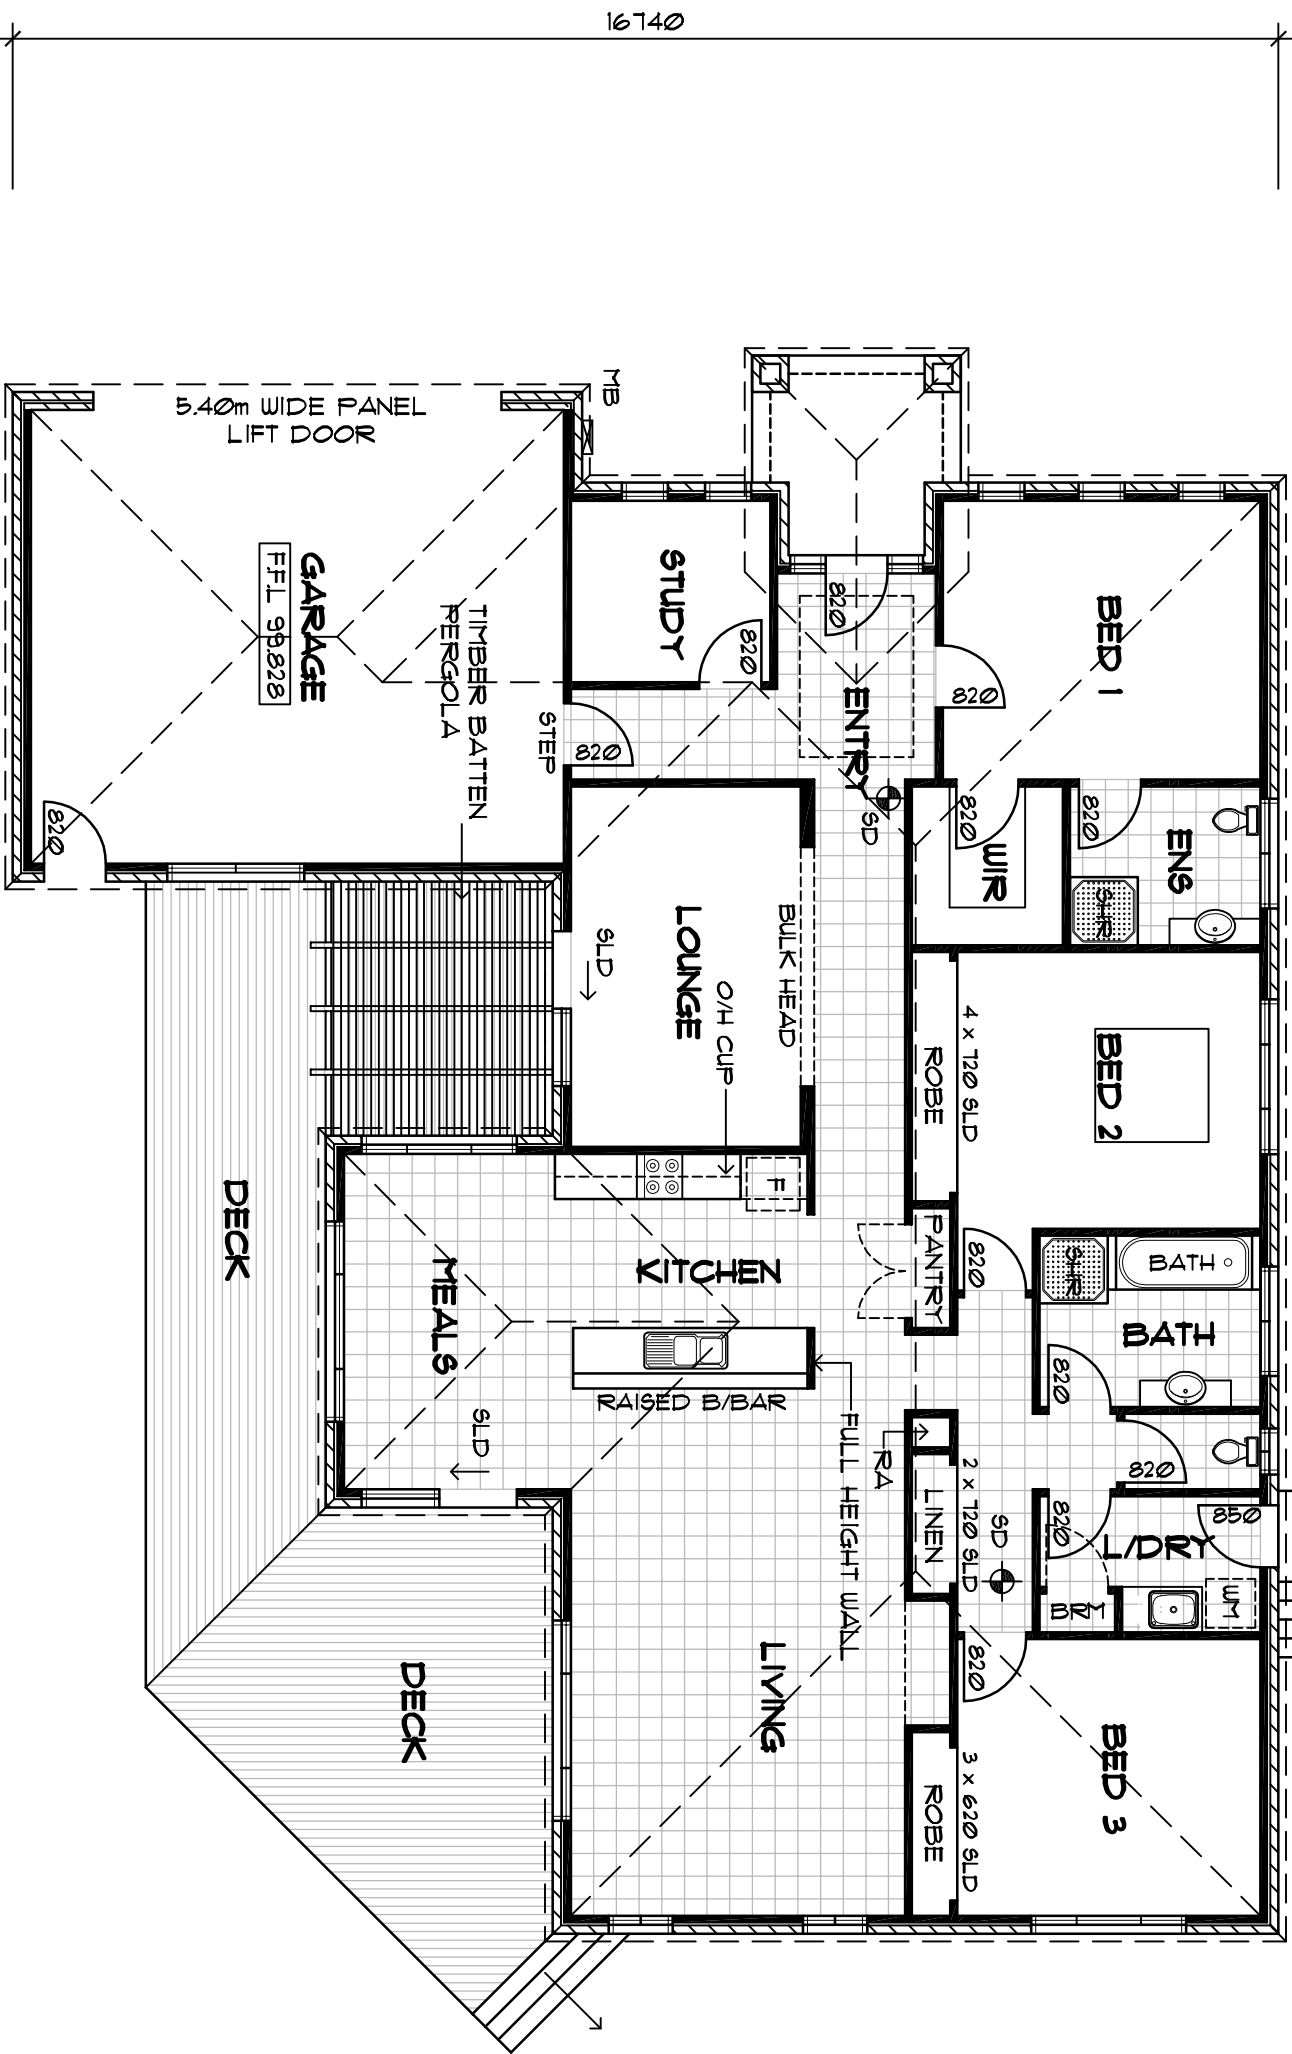 16740
MB
5.40m WIDE PANEL
LIFT DOOR
GARAGE
F.F.L 99.828
STUDY
820
820
BED 1
820
ENTRY
TIMBER BATTEN
PERGOLA
STEP
820
820
SD
820
WIR
820
ENS
SHR
LOUNGE
SLD
BULK HEAD
O/H CUP
ROBE
4 x 720 SLD
BED 2
F
DECK
MEALS
KITCHEN
PANTRY
820
SHR
BATH
BATH
820
RAISED B/BAR
SLD
FULL HEIGHT WALL
RA
LINEN
2 x 720 SLD
SD
820
820
850
L/DRY
BRM
WM
820
DECK
LIVING
ROBE
3 x 620 SLD
BED 3